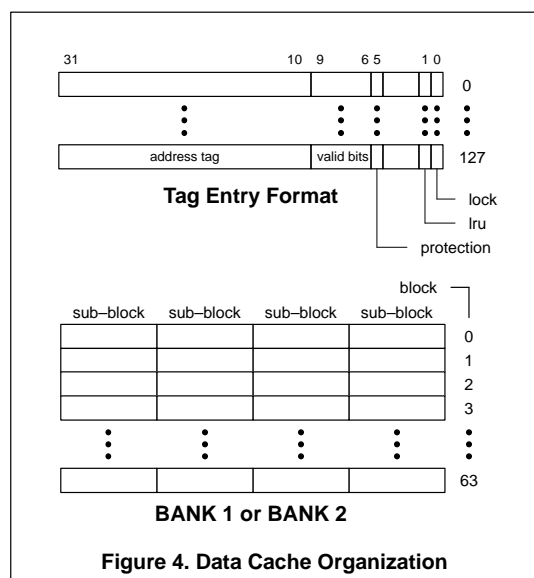 31 10 9 6 5 1 0
0
address tag valid bits 127
Tag Entry Format
lock
lru
protection
block
sub–block sub–block sub–block sub–block
0
1
2
3
63
BANK 1 or BANK 2
Figure 4. Data Cache Organization